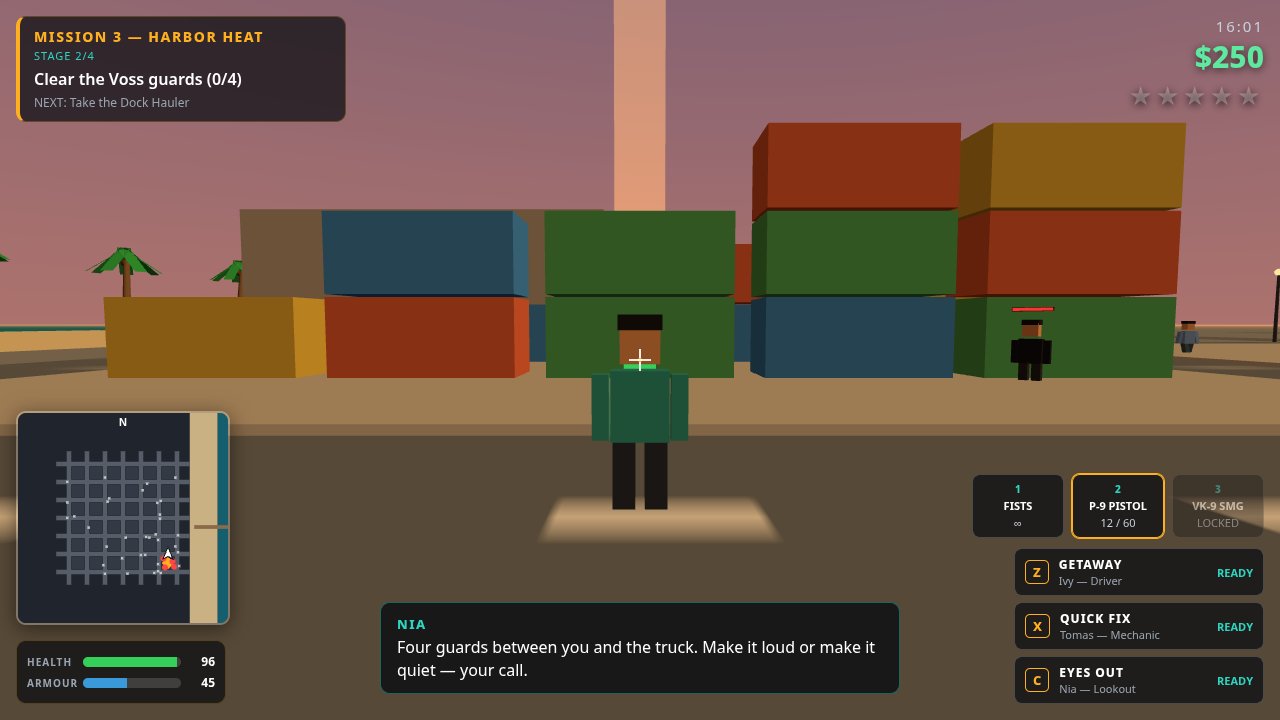 MISSION 3 — HARBOR HEAT
STAGE 2/4
Clear the Voss guards (0/4)
NEXT: Take the Dock Hauler
16:01
$250
N
HEALTH 96
ARMOUR 45
NIA
Four guards between you and the truck. Make it loud or make it
quiet — your call.
1
FISTS
∞
2
P-9 PISTOL
12 / 60
3
VK-9 SMG
LOCKED
Z GETAWAY
Ivy — Driver
READY
X QUICK FIX
Tomas — Mechanic
READY
C EYES OUT
Nia — Lookout
READY